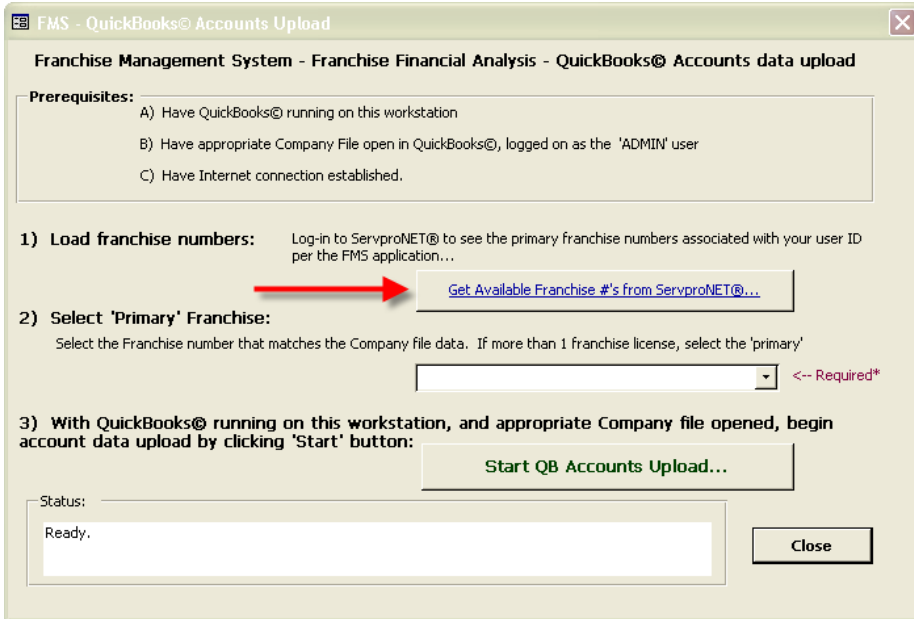 FMS - QuickBooks© Accounts Upload
Franchise Management System - Franchise Financial Analysis - QuickBooks© Accounts data upload
Prerequisites:
A) Have QuickBooks© running on this workstation
B) Have appropriate Company File open in QuickBooks©, logged on as the 'ADMIN' user
C) Have Internet connection established.
1) Load franchise numbers:
Log-in to ServproNET® to see the primary franchise numbers associated with your user ID
per the FMS application...
Get Available Franchise #'s from ServproNET®...
2) Select 'Primary' Franchise:
Select the Franchise number that matches the Company file data. If more than 1 franchise license, select the 'primary'
<-- Required*
3) With QuickBooks© running on this workstation, and appropriate Company file opened, begin
account data upload by clicking 'Start' button:
Start QB Accounts Upload...
Status:
Ready.
Close